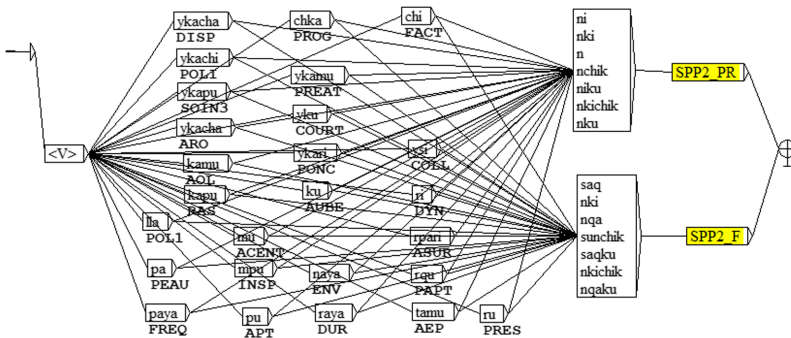 ykacha
DISP
chka
PROG
chi
FACT
ykachi
POLI
ykamu
PREAT
ykapu
SOIN3
yku
COURT
ykacha
ARO
ykari
PONC
ysi
COLL
<V>
kamu
AOL
kapu
RAS
ku
AUBE
ri
DYN
lla
POL1
mu
ACENT
rpari
ASUR
pa
PEAU
mpu
INSP
naya
ENV
rqu
PAPT
paya
FREQ
pu
APT
raya
DUR
tamu
AEP
ru
PRES
ni
nki
n
nchik
niku
nkichik
nku
SPP2_PR
saq
nki
nqa
sunchik
saqku
nkichik
nqaku
SPP2_F